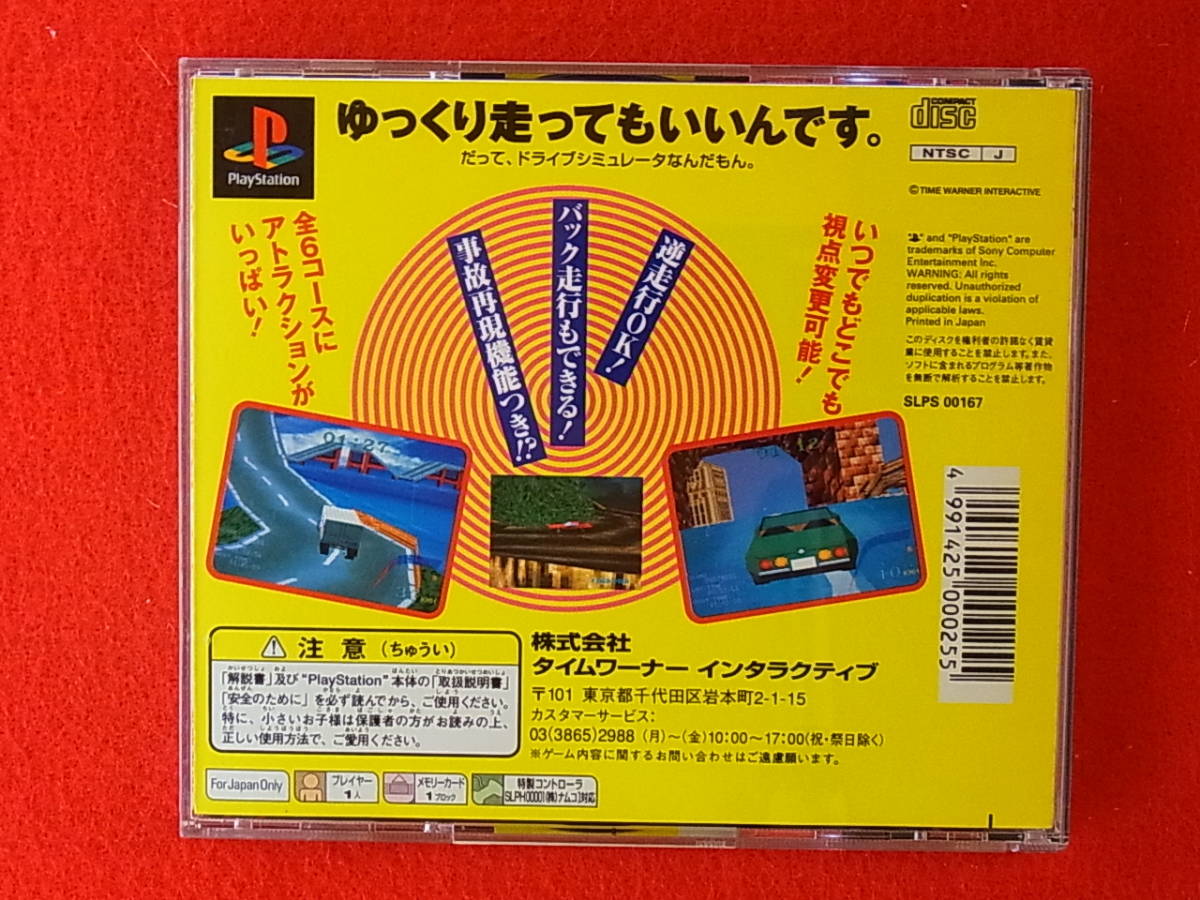 PlayStation
ゆっくり走ってもいいんです。
だって、ドライブシミュレータなんだもん。
COMPACT
disc
NTSC J
©TIME WARNER INTERACTIVE
" " and "PlayStation" are
trademarks of Sony Computer
Entertainment Inc.
WARNING: All rights
reserved. Unauthorized
duplication is a violation of
applicable laws.
Printed in Japan
このディスクを権利者の許諾なく賃貸
業に使用することを禁止します。また、
ソフトに含まれるプログラム等著作物
を無断で解析することを禁止します。
SLPS 00167
いつでもどこでも
視点変更可能!
逆走行OK!
バック走行もできる!
事故再現機能つき!?
全6コースに
アトラクションが
いっぱい!
01:27
4 991425 000255
注意(ちゅうい)
「解説書」及び"PlayStation"本体の「取扱説明書」
「安全のために」を必ず読んでから、ご使用ください。
特に、小さいお子様は保護者の方がお読みの上、
正しい使用方法で、ご愛用ください。
株式会社
タイムワーナー インタラクティブ
〒101 東京都千代田区岩本町2-1-15
カスタマーサービス:
03(3865)2988 (月)〜(金)10:00〜17:00(祝・祭日除く)
※ゲーム内容に関するお問い合わせはご遠慮願います。
For Japan Only
プレイヤー
1人
メモリーカード
1ブロック
特製コントローラ
SLPH00001(㈱ナムコ)対応